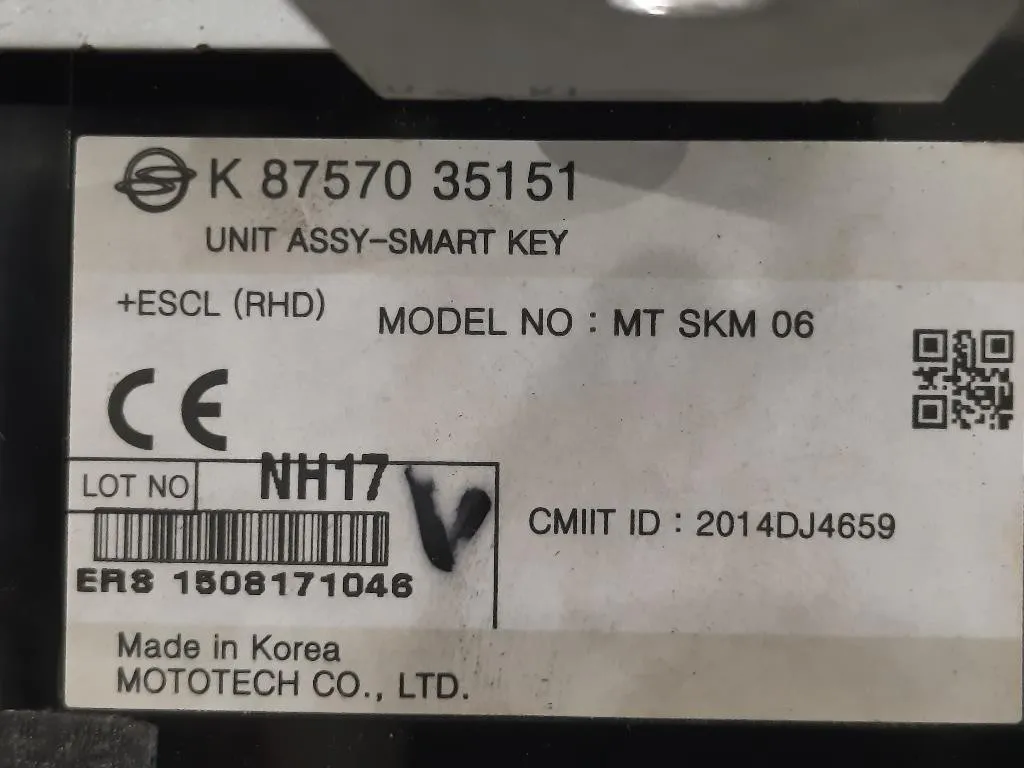 K 87570 35151
UNIT ASSY-SMART KEY
+ESCL (RHD)
MODEL NO : MT SKM 06
CE
LOT NO NH17
V
CMIIT ID : 2014DJ4659
ER8 1508171046
Made in Korea
MOTOTECH CO., LTD.